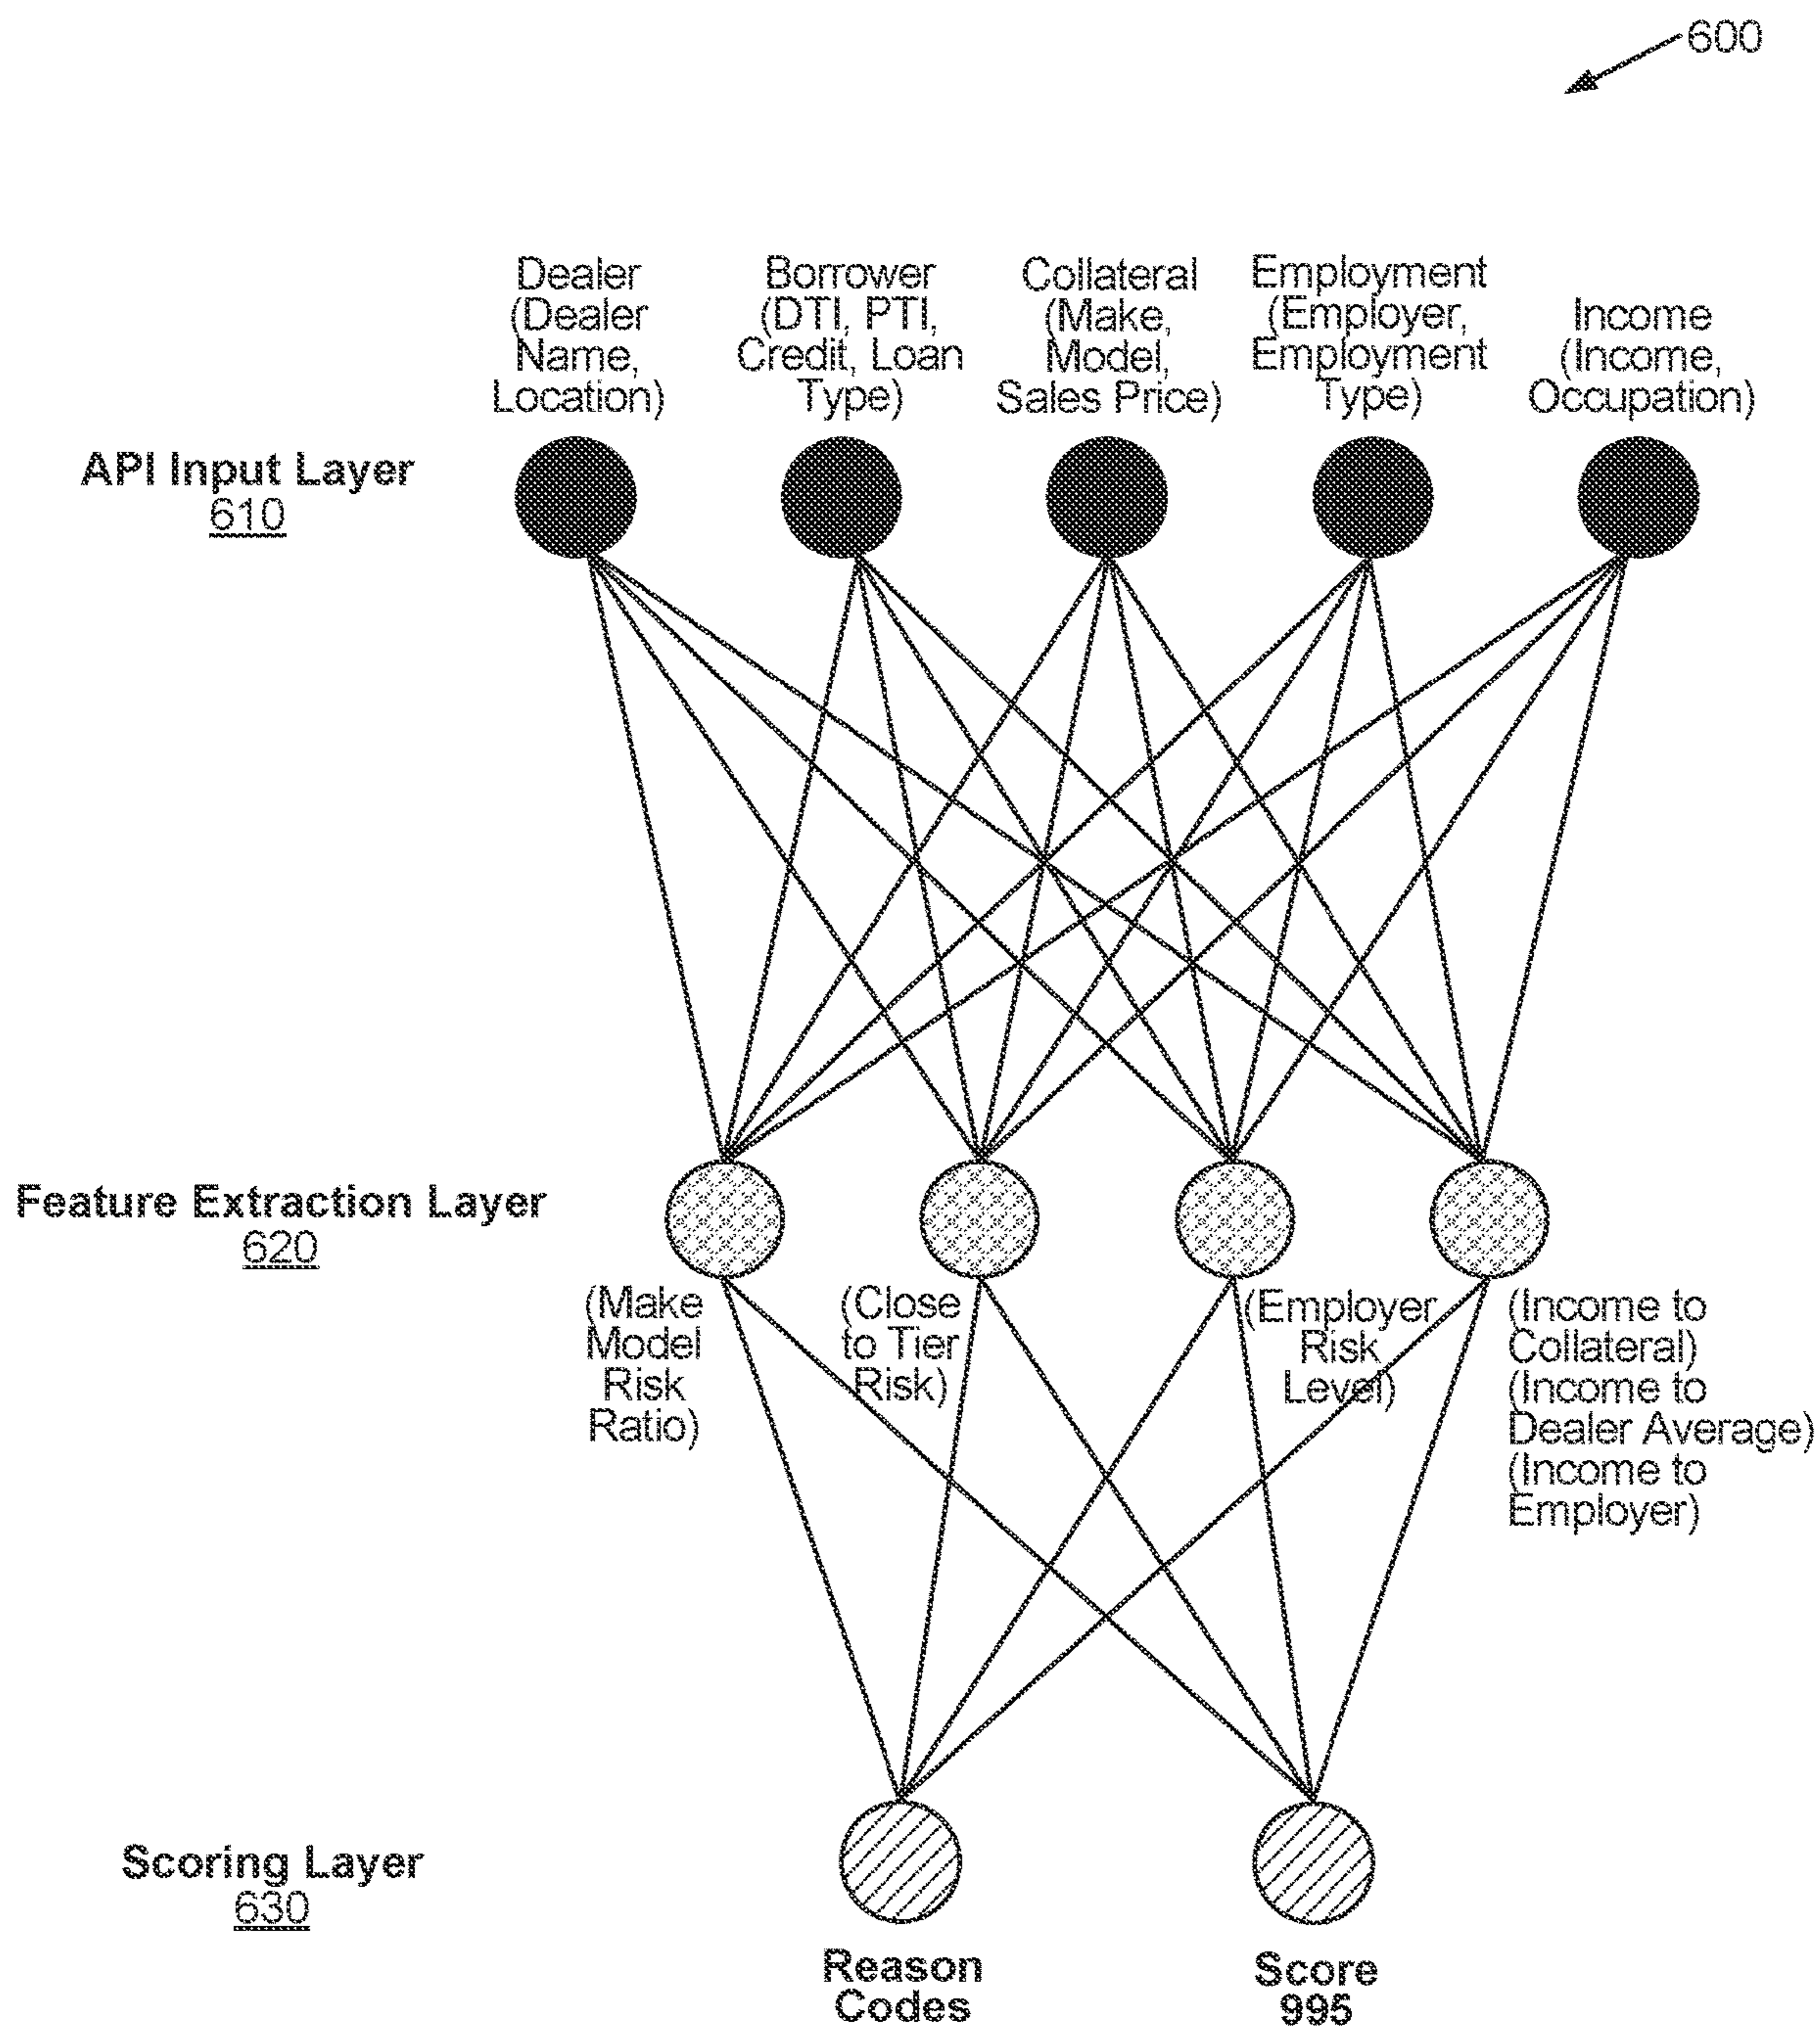 600
Dealer
(Dealer
Name,
Location)
Borrower
(DTI, PTI,
Credit, Loan
Type)
Collateral
(Make,
Model,
Sales Price)
Employment
(Employer,
Employment
Type)
Income
(Income,
Occupation)
API Input Layer
610
Feature Extraction Layer
620
(Make
Model
Risk
Ratio)
(Close
to Tier
Risk)
(Employer
Risk
Level)
(Income to
Collateral)
(Income to
Dealer Average)
(Income to
Employer)
Scoring Layer
630
Reason
Codes
Score
995